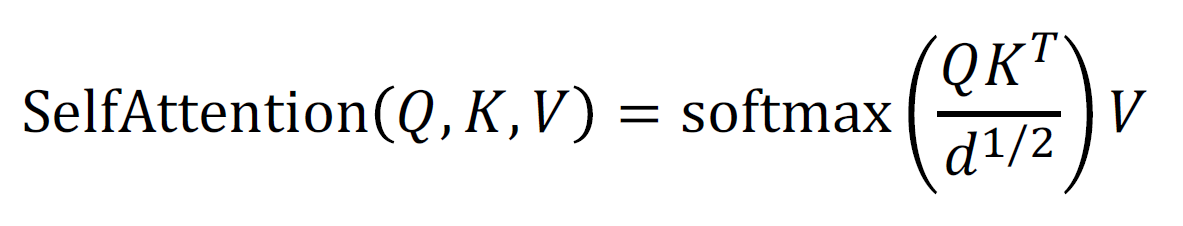 SelfAttention(Q, K, V) = softmax(QK^T / d^{1/2})V